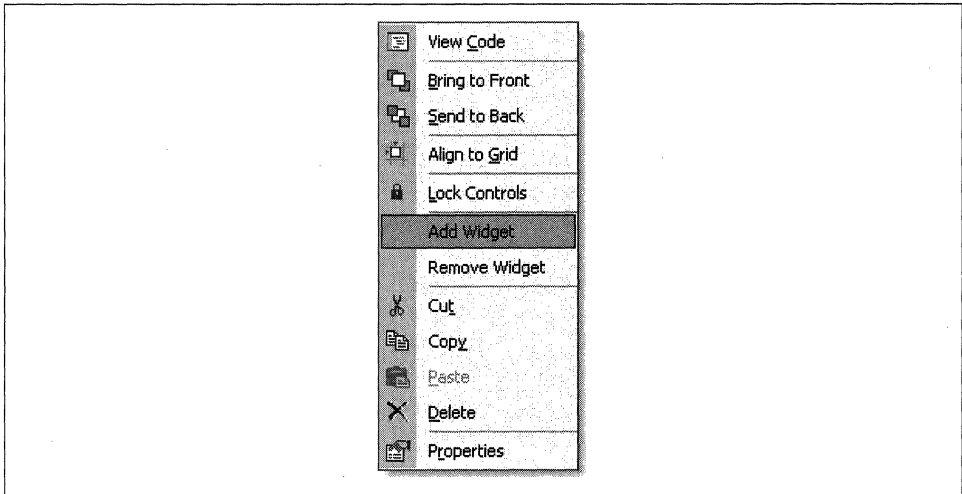 View Code
Bring to Front
Send to Back
Align to Grid
Lock Controls
Add Widget
Remove Widget
Cut
Copy
Paste
Delete
Properties